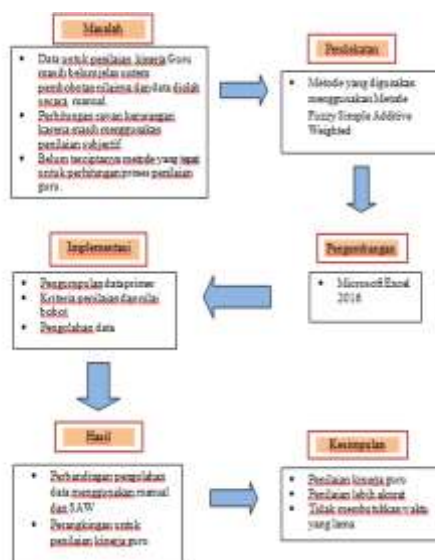 Masalah
Data untuk penilaian kinerja Guru
masih belum jelas sistem
pembobotan nilainya dan data diolah
secara manual.
Perhitungan rawan kecurangan
karena masih menggunakan
penilaian subjectif
Belum terciptanya metode yang tepat
untuk perhitungan proses penilaian
guru.
Pendekatan
Metode yang digunakan
menggunakan Metode
Fuzzy Simple Additive
Weighted
Pengembangan
Microsoft Excel
2016
Implementasi
Pengumpulan data primer
Kriteria penilaian dan nilai
bobot
Pengolahan data
Hasil
Perbandingan pengolahan
data menggunakan manual
dan SAW
Perangkingan untuk
penilaian kinerja guru
Kesimpulan
Penilaian kinerja guru
Penilaian lebih akurat
Tidak membutuhkan waktu
yang lama